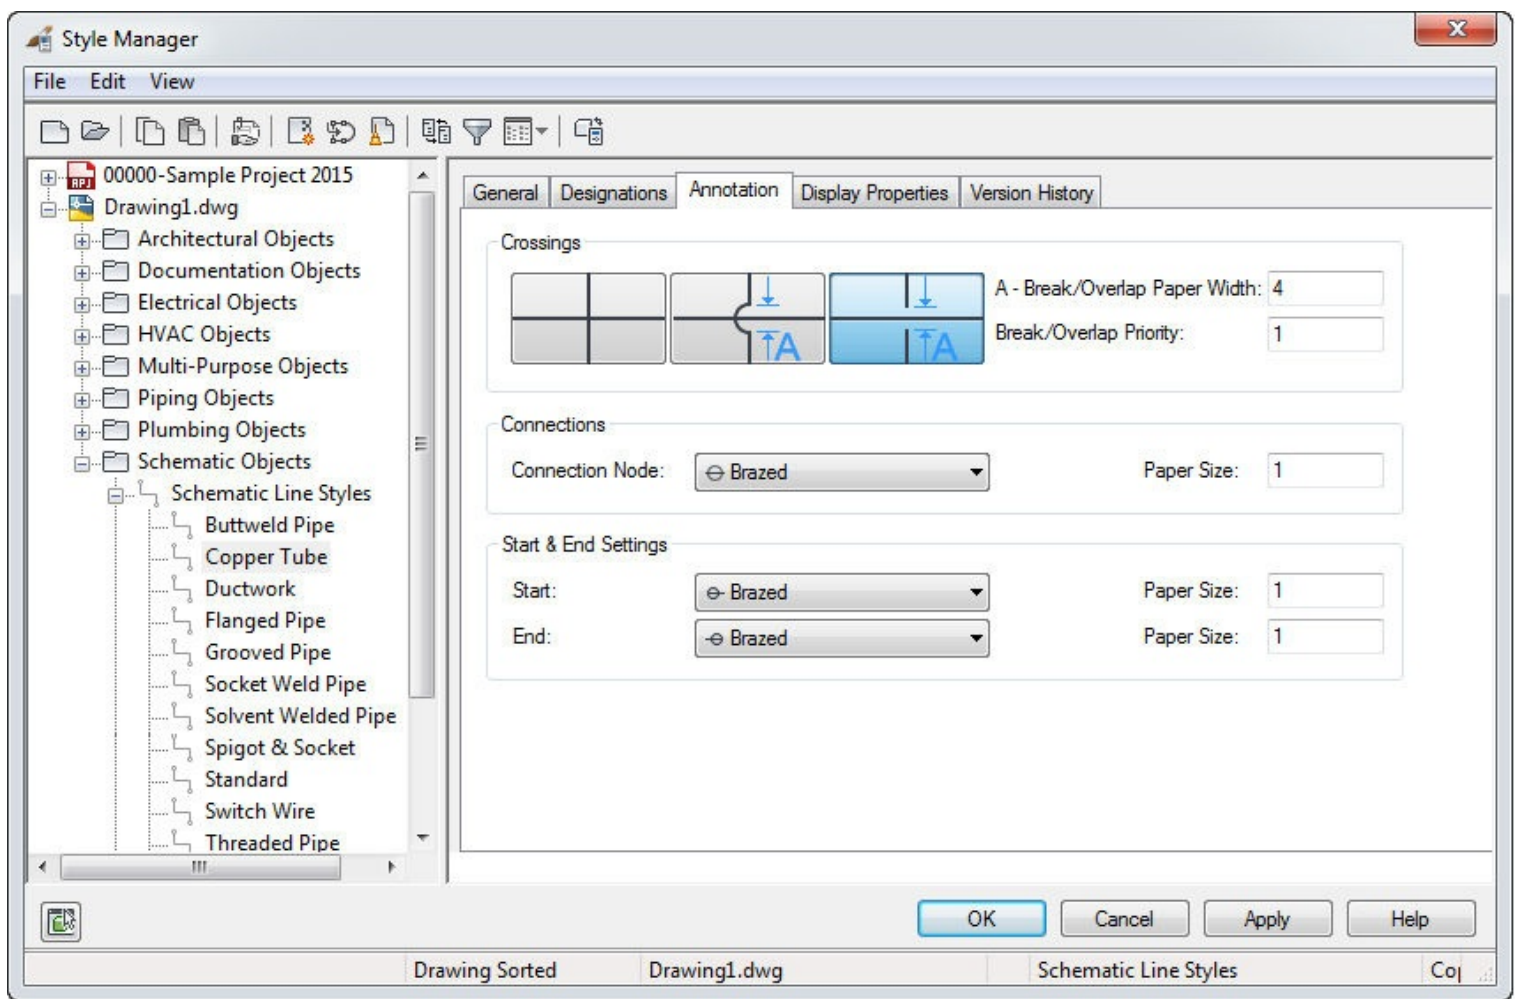 Style Manager
File Edit View
APJ 00000-Sample Project 2015
Drawing1.dwg
Architectural Objects
Documentation Objects
Electrical Objects
HVAC Objects
Multi-Purpose Objects
Piping Objects
Plumbing Objects
Schematic Objects
Schematic Line Styles
Buttweld Pipe
Copper Tube
Ductwork
Flanged Pipe
Grooved Pipe
Socket Weld Pipe
Solvent Welded Pipe
Spigot & Socket
Standard
Switch Wire
Threaded Pipe
General Designations Annotation Display Properties Version History
Crossings
A A
A - Break/Overlap Paper Width: 4
Break/Overlap Priority: 1
Connections
Connection Node: Brazed Paper Size: 1
Start & End Settings
Start: Brazed Paper Size: 1
End: Brazed Paper Size: 1
OK Cancel Apply Help
Drawing Sorted Drawing1.dwg Schematic Line Styles